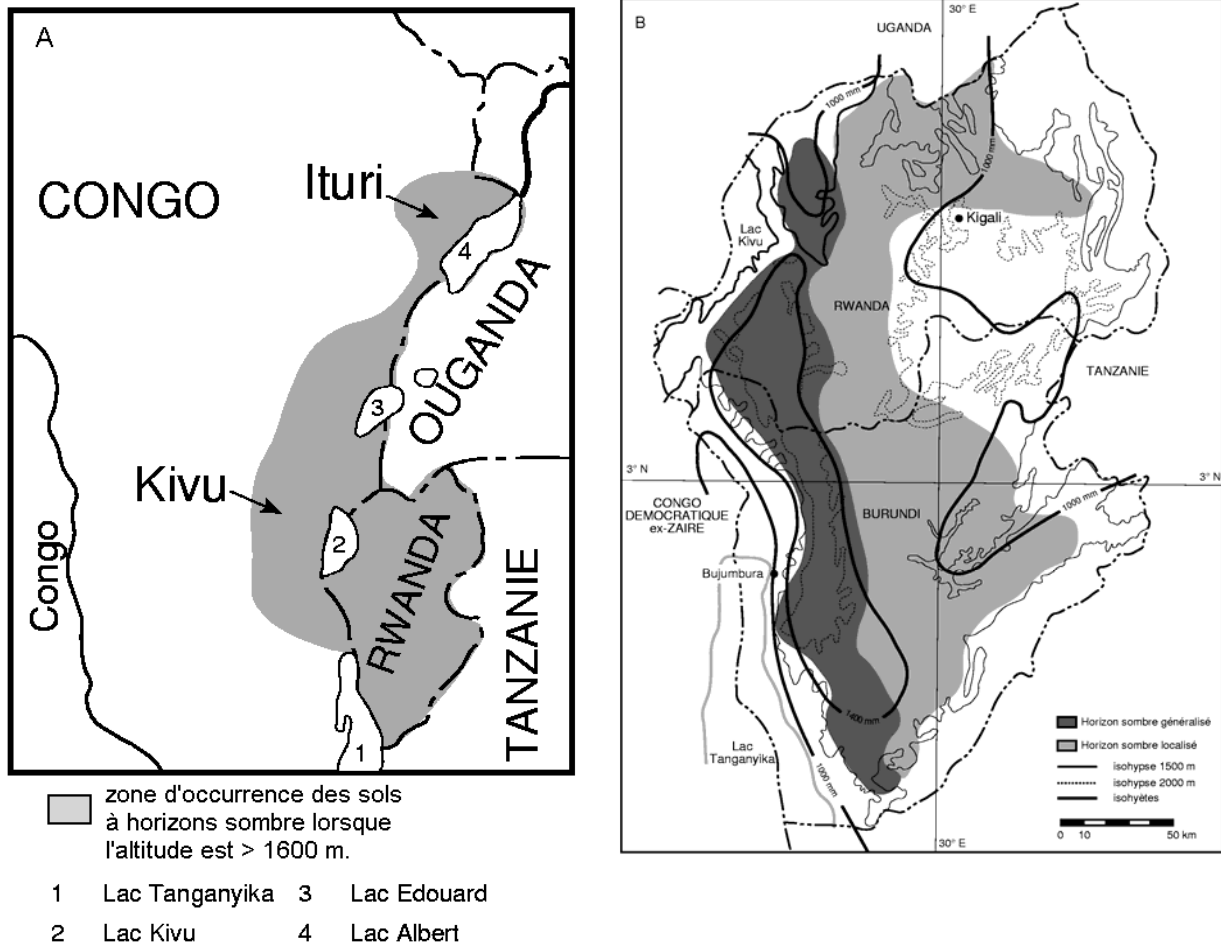 A
CONGO
Ituri
4
OUGANDA
3
Kivu
2
RWANDA
TANZANIE
Congo
1
zone d'occurrence des sols
à horizons sombre lorsque
l'altitude est > 1600 m.
1 Lac Tanganyika 3 Lac Edouard
2 Lac Kivu 4 Lac Albert
B
30° E
UGANDA
1000 mm
1000 mm
Kigali
Lac
Kivu
RWANDA
TANZANIE
3° N
3° N
1000 mm
CONGO
DEMOCRATIQUE
ex-ZAIRE
BURUNDI
Bujumbura
1400 mm
Lac
Tanganyika
1000 mm
Horizon sombre généralisé
Horizon sombre localisé
isohypse 1500 m
isohypse 2000 m
isohyètes
0 10 50 km
30° E